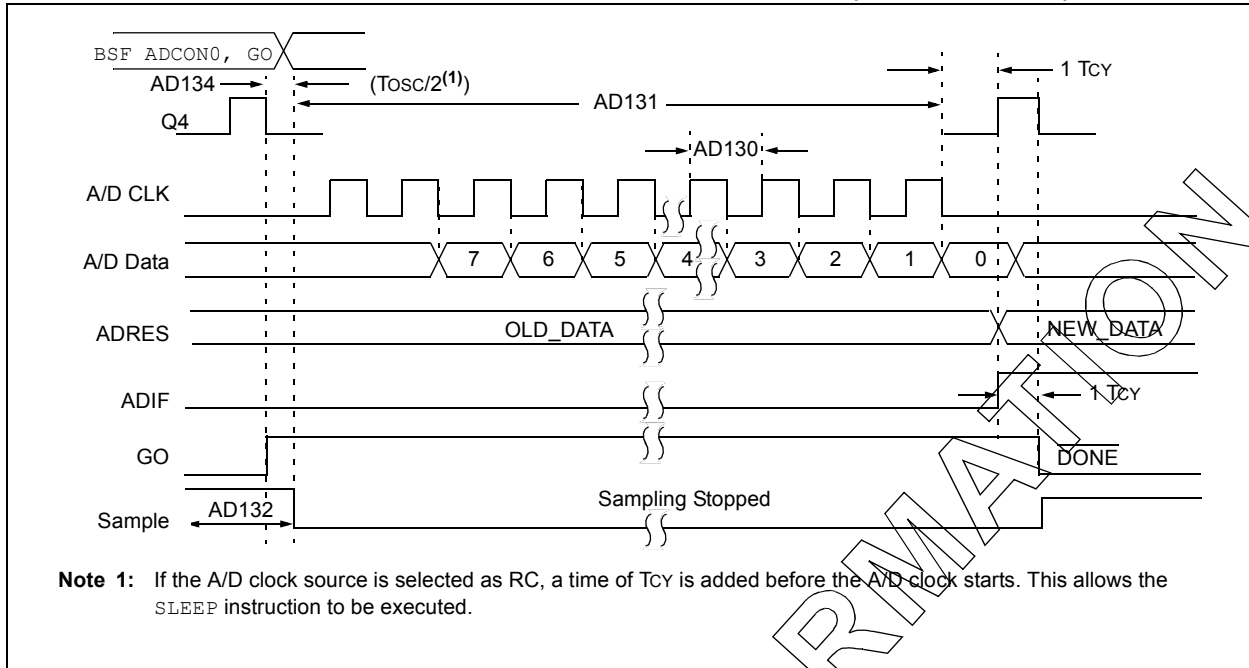 BSF ADCON0, GO
AD134
(TOSC/2(1))
AD131
1 TCY
Q4
AD130
A/D CLK
A/D Data
7 6 5 4 3 2 1 0
ADRES
OLD_DATA
NEW_DATA
ADIF
1 TCY
GO
DONE
Sample
AD132
Sampling Stopped
Note 1: If the A/D clock source is selected as RC, a time of TCY is added before the A/D clock starts. This allows the
SLEEP instruction to be executed.
RMATION